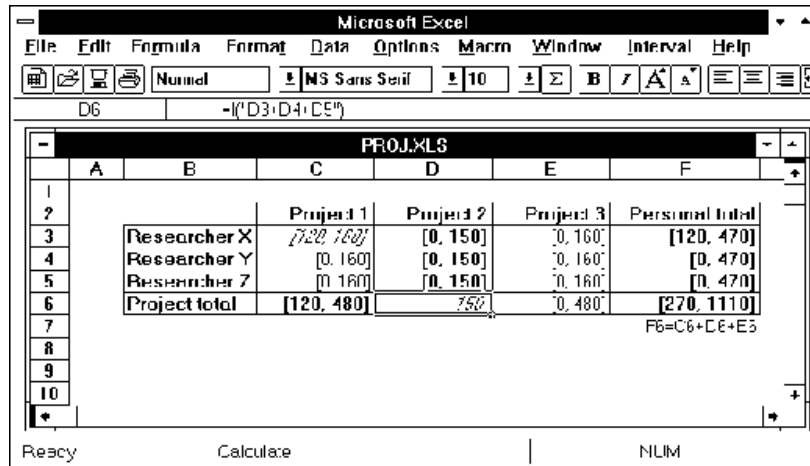 Microsoft Excel
File Edit Formula Format Data Options Macro Window Interval Help
Normal MS Sans Serif 10 Σ B I A A
D6 =I("D3+D4+D5")
PROJ.XLS
A B C D E F
1
2 Project 1 Project 2 Project 3 Personal total
3 Researcher X [120, 160] [0, 150] [0, 160] [120, 470]
4 Researcher Y [0, 160] [0, 150] [0, 160] [0, 470]
5 Researcher Z [0, 160] [0, 150] [0, 160] [0, 470]
6 Project total [120, 480] 150 [0, 480] [270, 1110]
7 F6=C6+D6+E6
8
9
10
Ready Calculate NUM